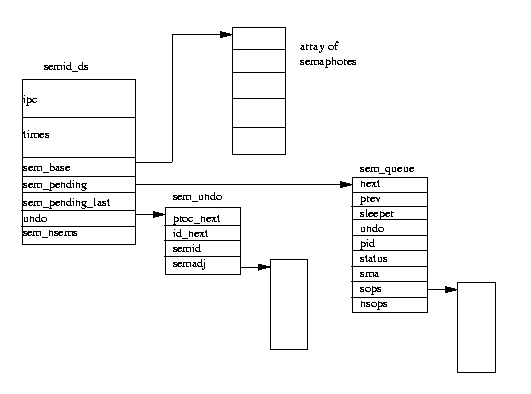 array of
semaphores
semid_ds
ipc
times
sem_base
sem_pending
sem_pending_last
undo
sem_nsems
sem_undo
proc_next
id_next
semid
semadj
sem_queue
next
prev
sleeper
undo
pid
status
sma
sops
nsops